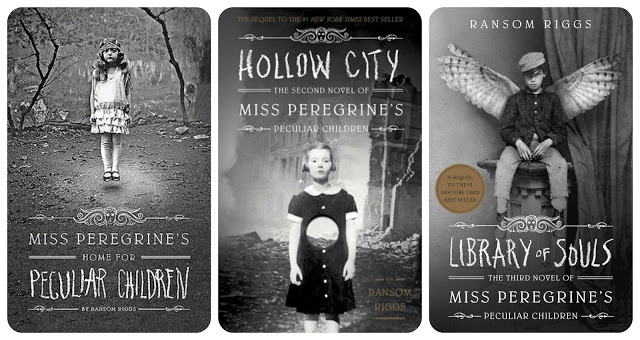 MISS PEREGRINE'S
HOME FOR
PECULIAR CHILDREN
BY RANSOM RIGGS
THE SEQUEL TO THE #1 NEW YORK TIMES BEST SELLER
HOLLOW CITY
THE SECOND NOVEL OF
MISS PEREGRINE'S
PECULIAR CHILDREN
BY
RANSOM
RIGGS
RANSOM RIGGS
A SEQUEL
TO THE #1
NEW YORK TIMES
BEST SELLER
LIBRARY OF SOULS
THE THIRD NOVEL OF
MISS PEREGRINE'S
PECULIAR CHILDREN